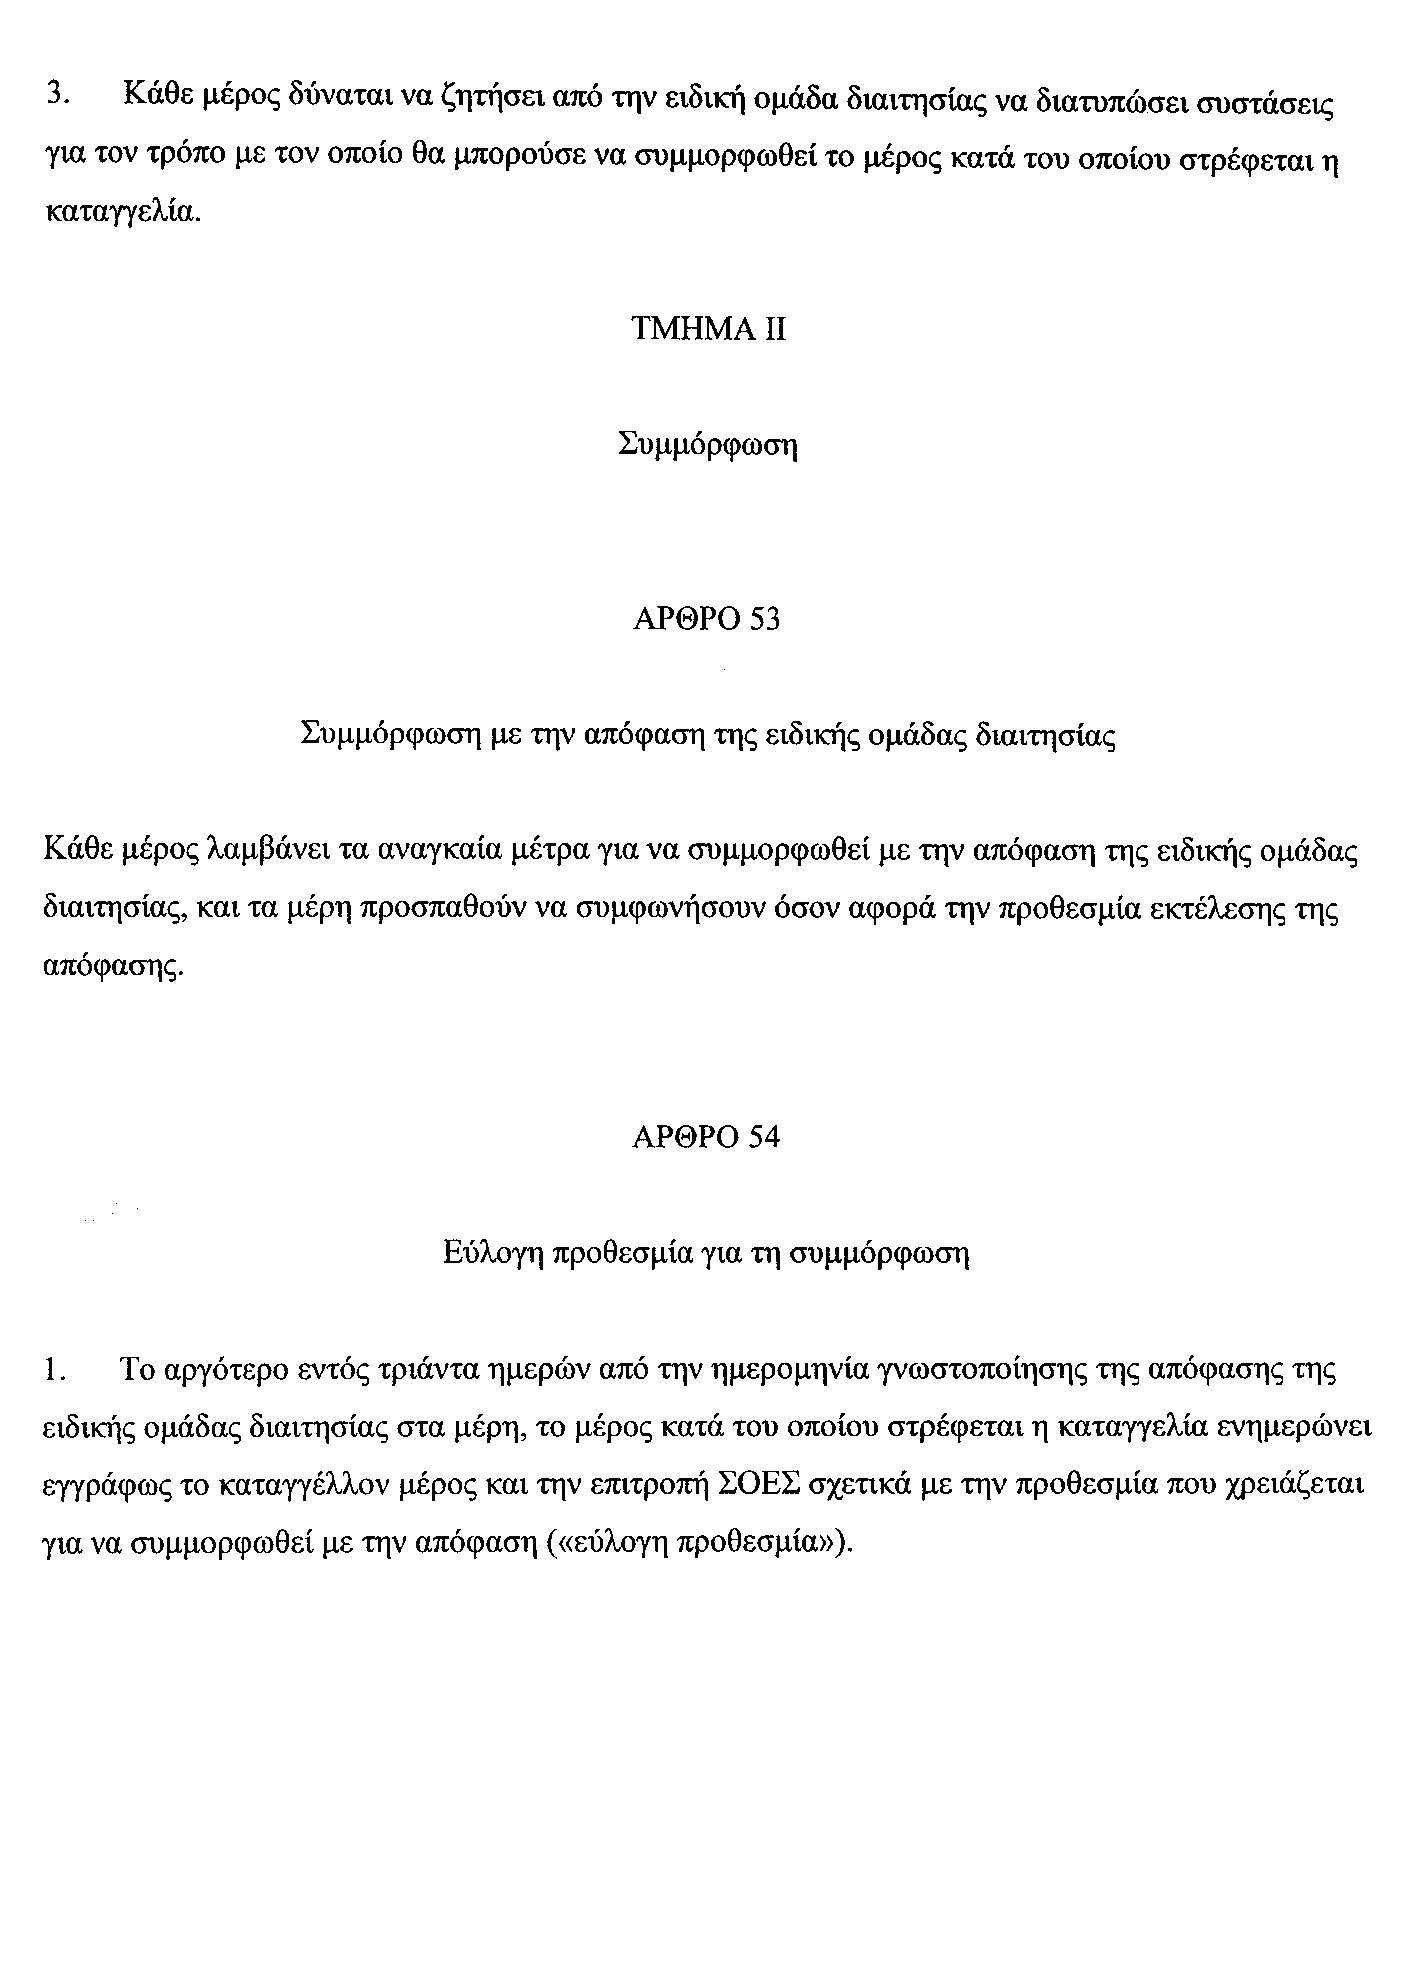 3. Κάθε μέρος δύναται να ζητήσει από την ειδική ομάδα διαιτησίας να διατυπώσει συστάσεις
για τον τρόπο με τον οποίο θα μπορούσε να συμμορφωθεί το μέρος κατά του οποίου στρέφεται η
καταγγελία.
ΤΜΗΜΑ II
Συμμόρφωση
ΑΡΘΡΟ 53
Συμμόρφωση με την απόφαση της ειδικής ομάδας διαιτησίας
Κάθε μέρος λαμβάνει τα αναγκαία μέτρα για να συμμορφωθεί με την απόφαση της ειδικής ομάδας
διαιτησίας, και τα μέρη προσπαθούν να συμφωνήσουν όσον αφορά την προθεσμία εκτέλεσης της
απόφασης.
ΑΡΘΡΟ 54
Εύλογη προθεσμία για τη συμμόρφωση
1. Το αργότερο εντός τριάντα ημερών από την ημερομηνία γνωστοποίησης της απόφασης της
ειδικής ομάδας διαιτησίας στα μέρη, το μέρος κατά του οποίου στρέφεται η καταγγελία ενημερώνει
εγγράφως το καταγγέλλον μέρος και την επιτροπή ΣΟΕΣ σχετικά με την προθεσμία που χρειάζεται
για να συμμορφωθεί με την απόφαση («εύλογη προθεσμία»).